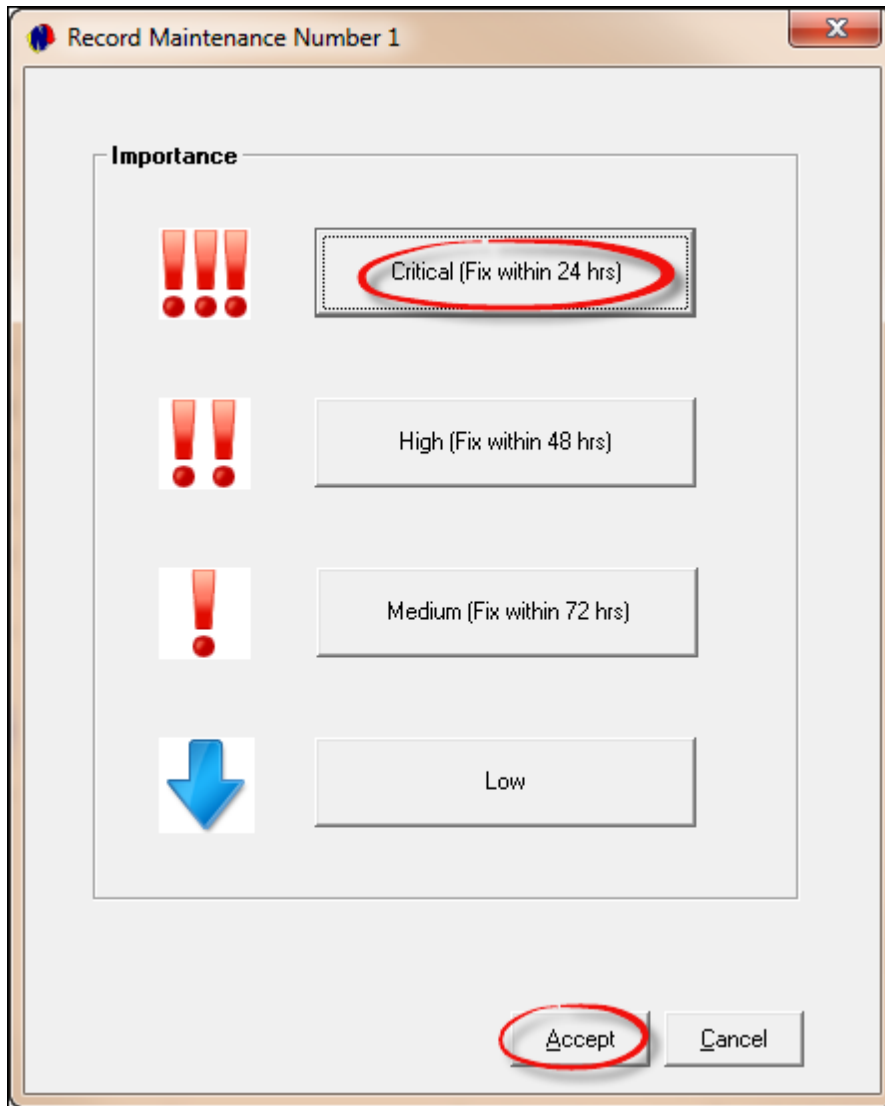 Record Maintenance Number 1
Importance
Critical (Fix within 24 hrs)
High (Fix within 48 hrs)
Medium (Fix within 72 hrs)
Low
Accept
Cancel